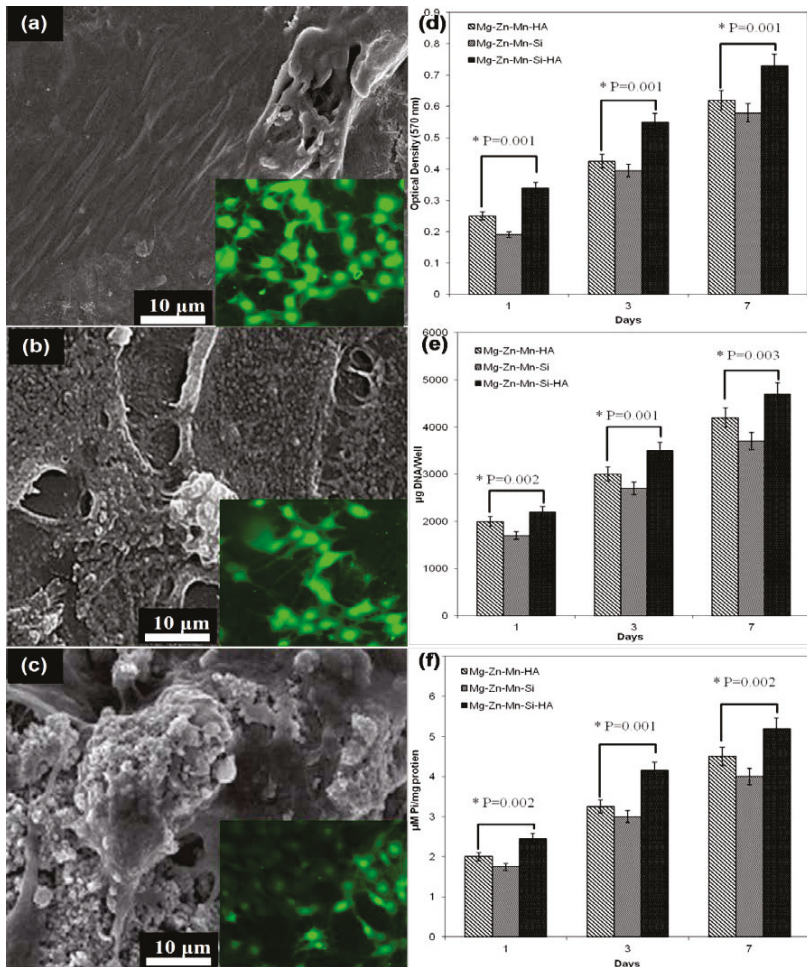 (a)
10 µm
(b)
10 µm
(c)
10 µm
(d)
Optical Density (570 nm)
0.9
0.8
0.7
0.6
0.5
0.4
0.3
0.2
0.1
0
Mg-Zn-Mn-HA
Mg-Zn-Mn-Si
Mg-Zn-Mn-Si-HA
* P=0.001
* P=0.001
* P=0.001
1
3
7
Days
(e)
µg DNA/Well
6000
5000
4000
3000
2000
1000
0
Mg-Zn-Mn-HA
Mg-Zn-Mn-Si
Mg-Zn-Mn-Si-HA
* P=0.002
* P=0.001
* P=0.003
1
3
7
Days
(f)
µM Pi/mg protien
6
5
4
3
2
1
0
Mg-Zn-Mn-HA
Mg-Zn-Mn-Si
Mg-Zn-Mn-Si-HA
* P=0.002
* P=0.001
* P=0.002
1
3
7
Days